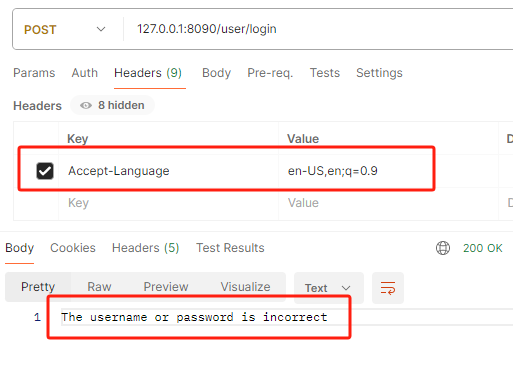 POST 127.0.0.1:8090/user/login
Params Auth Headers (9) Body Pre-req. Tests Settings
Headers 8 hidden
Key Value D
Accept-Language en-US,en;q=0.9
Key Value D
Body Cookies Headers (5) Test Results 200 OK
Pretty Raw Preview Visualize Text
1 The username or password is incorrect